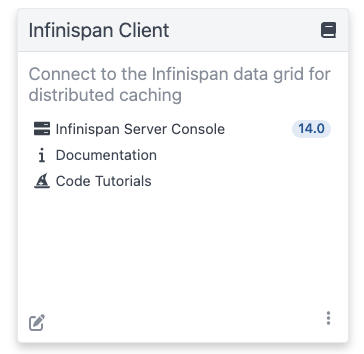 Infinispan Client
Connect to the Infinispan data grid for
distributed caching
Infinispan Server Console 14.0
Documentation
Code Tutorials